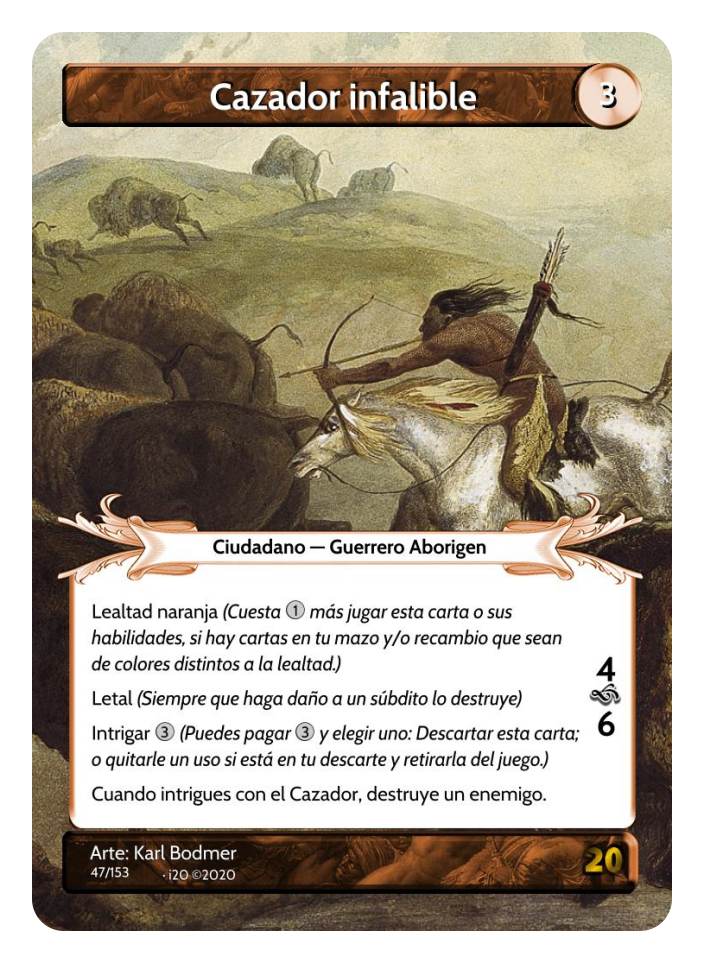 Cazador infalible
3
Ciudadano — Guerrero Aborigen
Lealtad naranja (Cuesta 1 más jugar esta carta o sus
habilidades, si hay cartas en tu mazo y/o recambio que sean
de colores distintos a la lealtad.)
Letal (Siempre que haga daño a un súbdito lo destruye)
Intrigar 3 (Puedes pagar 3 y elegir uno: Descartar esta carta;
o quitarle un uso si está en tu descarte y retirarla del juego.)
Cuando intrigues con el Cazador, destruye un enemigo.
4
6
Arte: Karl Bodmer
47/153 · i20 ©2020
20